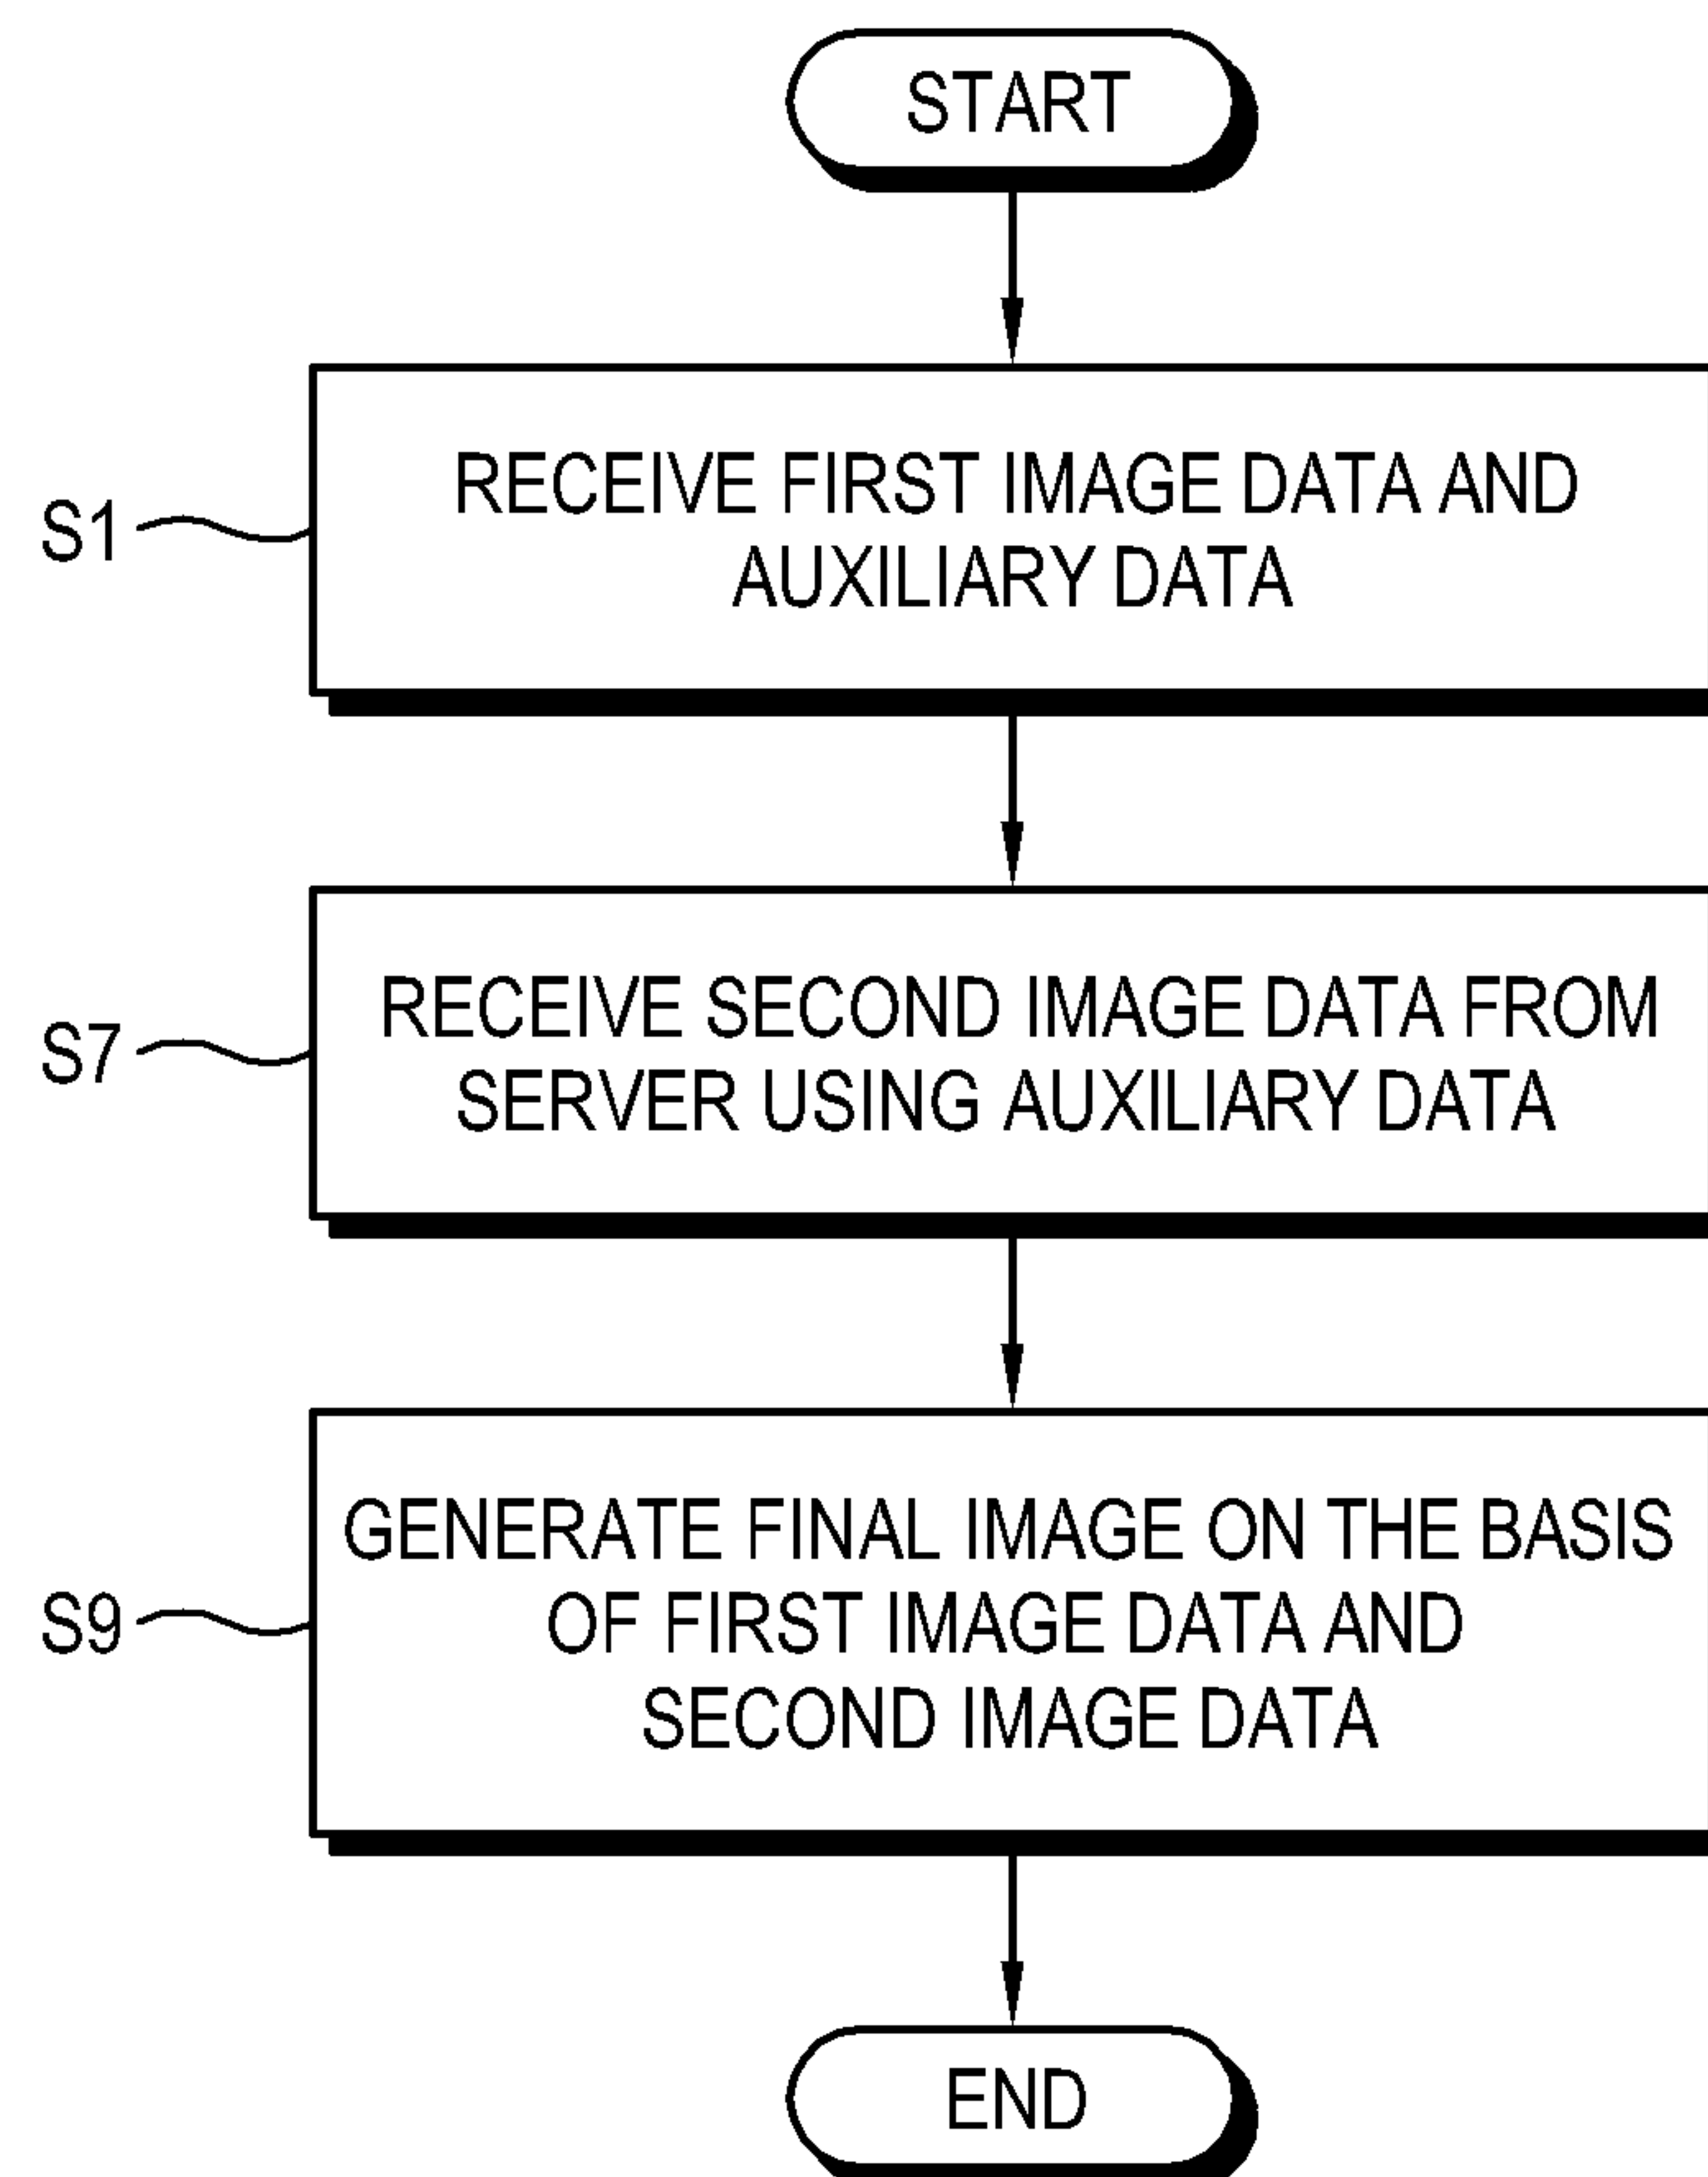 START
S1
RECEIVE FIRST IMAGE DATA AND
AUXILIARY DATA
S7
RECEIVE SECOND IMAGE DATA FROM
SERVER USING AUXILIARY DATA
S9
GENERATE FINAL IMAGE ON THE BASIS
OF FIRST IMAGE DATA AND
SECOND IMAGE DATA
END